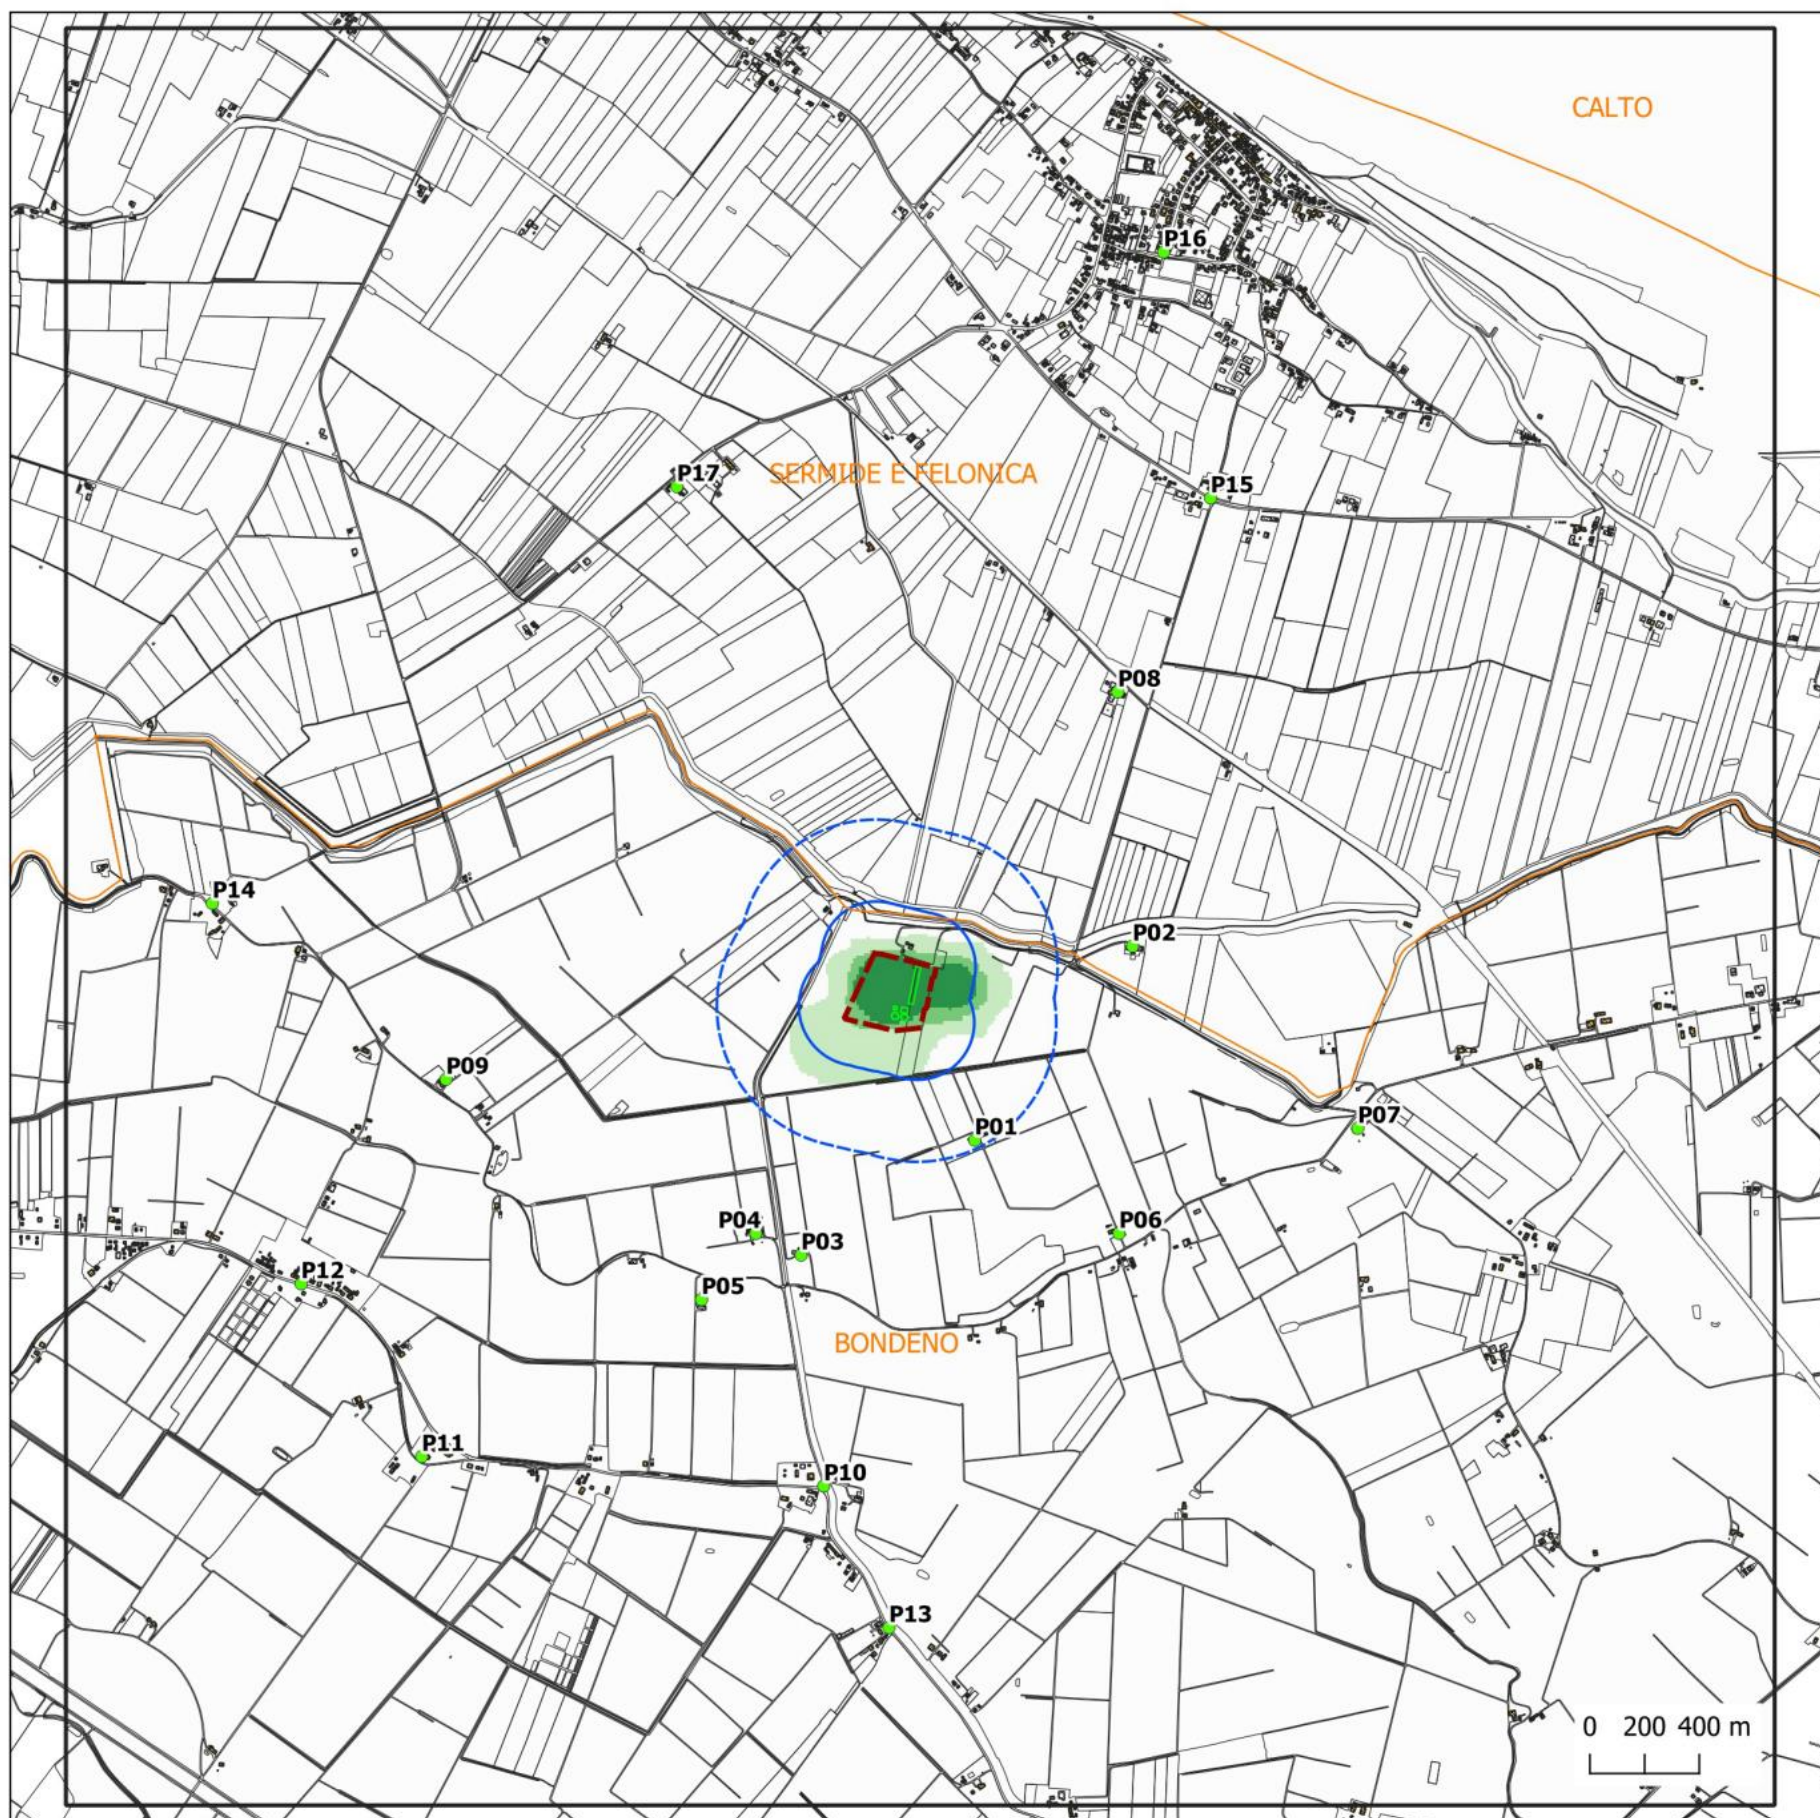 CALTO
P16
SERMIDE E FELONICA
P17
P15
P08
P14
P02
P09
P07
P01
P04
P06
P03
P12
P05
BONDENO
P11
P10
P13
0 200 400 m